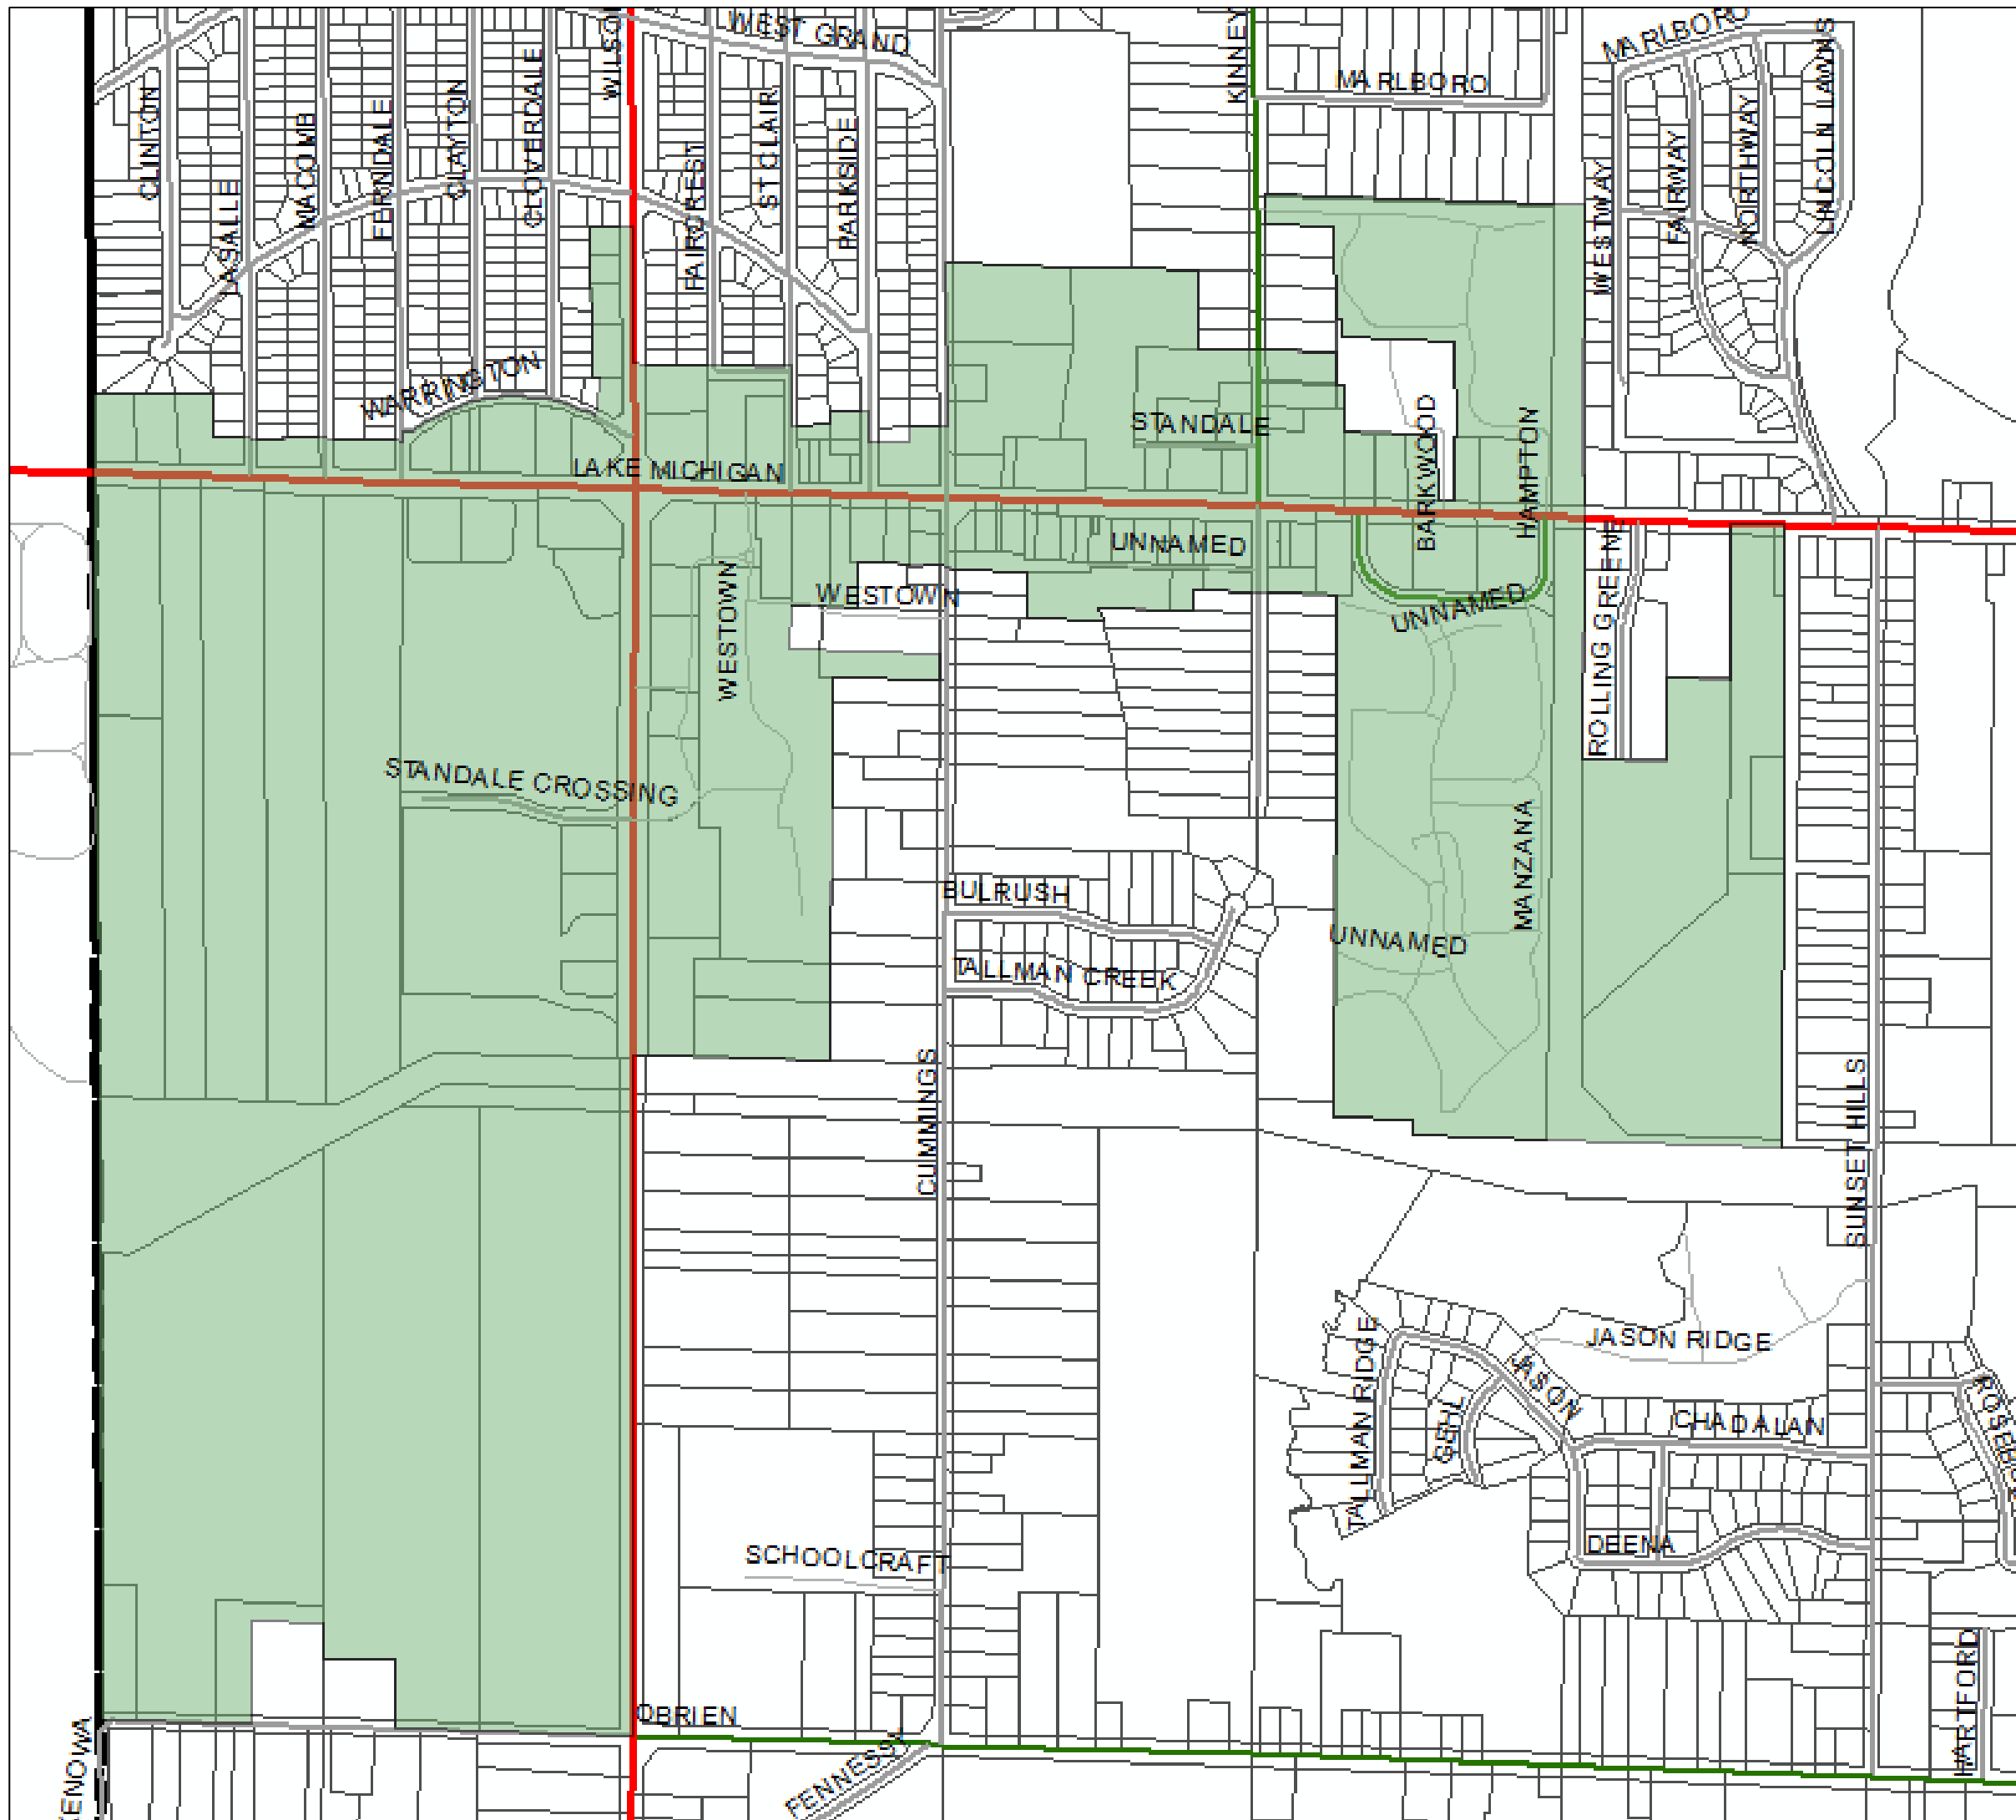 WEST GRAND
MARLBORO
MARLBORO
KINNEY
CLINTON
LASALLE
MACOMB
FERNDALE
CLAYTON
CLOVERDALE
FAIRCREST
ST CLAIR
PARKSIDE
WESTWAY
FAIRWAY
NORTHWAY
LINCOLN LAWNS
WARRINGTON
STANDALE
LAKE MICHIGAN
BARKWOOD
HAMPTON
UNNAMED
WESTOWN
WESTOWN
UNNAMED
ROLLING GREENE
STANDALE CROSSING
MANZANA
BULRUSH
UNNAMED
TALLMAN CREEK
CUMMINGS
SUNSET HILLS
JASON RIDGE
TALLMAN RIDGE
JASON
GEHL
CHADALAIN
SCHOOLCRAFT
DEENA
OBRIEN
HARTFORD
FENNESSY